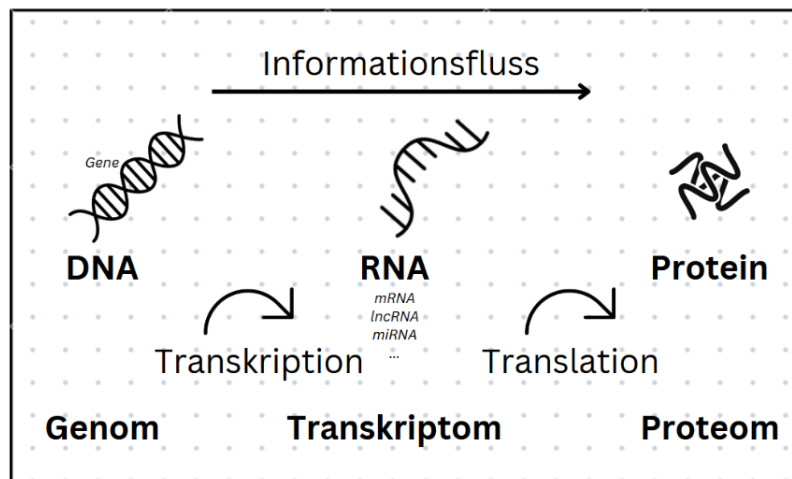 Informationsfluss
Gene
DNA
RNA
Protein
mRNA
lncRNA
miRNA
...
Transkription
Translation
Genom
Transkriptom
Proteom